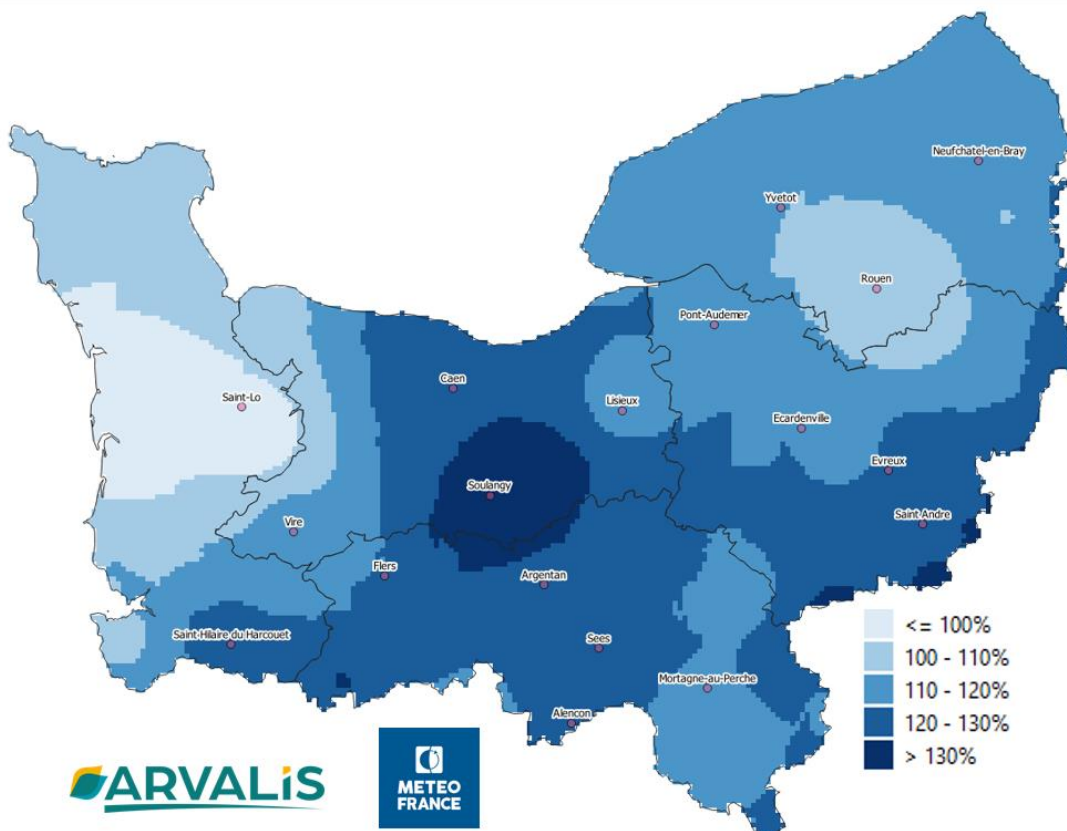 Neufchatel-en-Bray
Yvetot
Rouen
Pont-Audemer
Caen
Saint-Lo
Lisieux
Ecardenville
Evreux
Soulangy
Saint Andre
Vire
Flers
Argentan
Saint-Hilaire du Harcouet
Sées
Mortagne-au-Perche
Alencon
<= 100%
100 - 110%
110 - 120%
120 - 130%
> 130%
ARVALiS
METEO
FRANCE